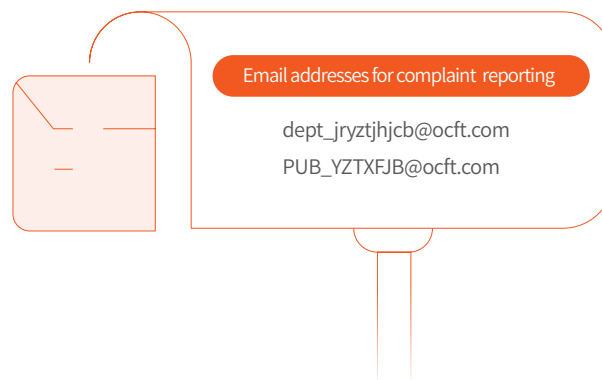 Email addresses for complaint reporting
dept_jryztjhjcb@ocft.com
PUB_YZTXFJB@ocft.com